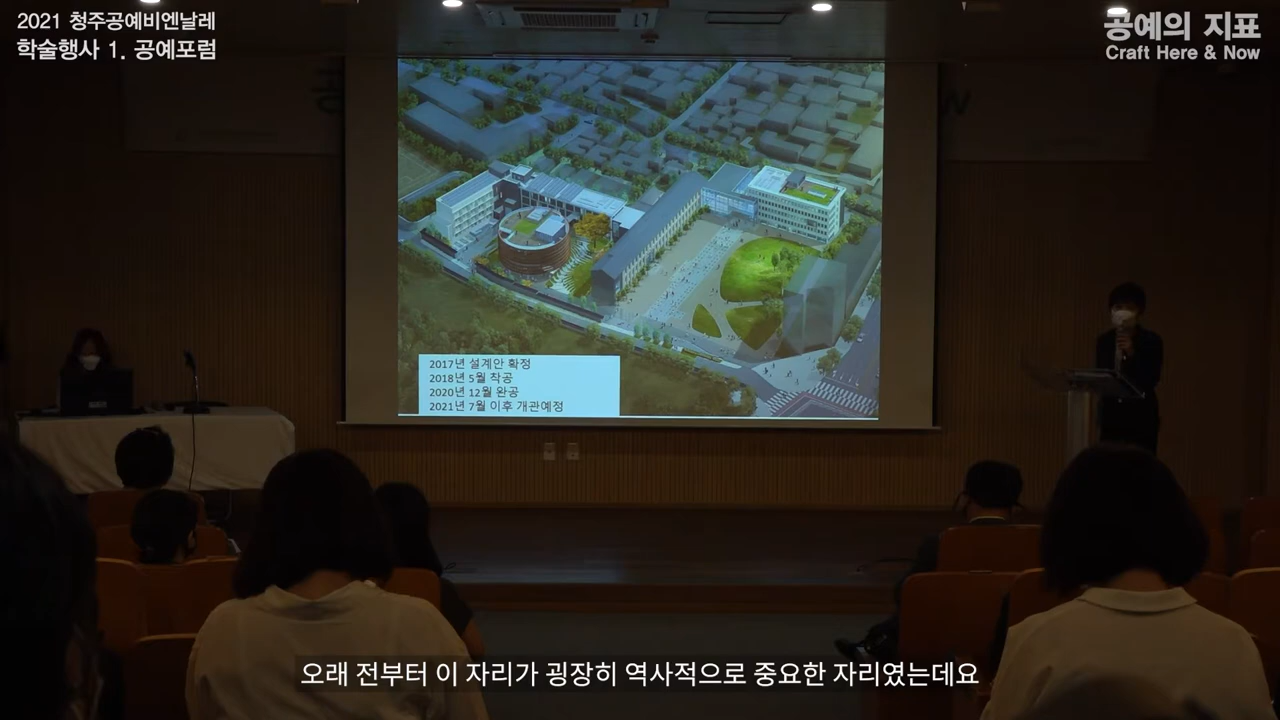 2021 청주공예비엔날레
학술행사 1. 공예포럼
공예의 지표
Craft Here & Now
2017년 설계안 확정
2018년 5월 착공
2020년 12월 완공
2021년 7월 이후 개관예정
오래 전부터 이 자리가 굉장히 역사적으로 중요한 자리였는데요